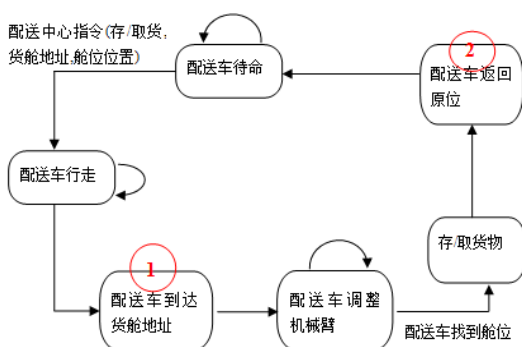 配送中心指令(存/取货,
货舱地址,舱位位置)
配送车待命
2
配送车返回
原位
配送车行走
存/取货物
1
配送车到达
货舱地址
配送车调整
机械臂
配送车找到舱位